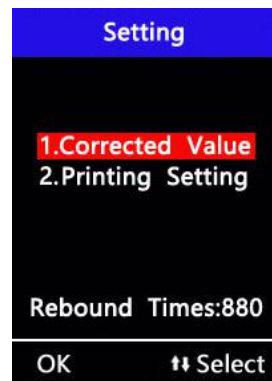 Setting
1.Corrected Value
2.Printing Setting
Rebound Times:880
OK ⬆⬇ Select